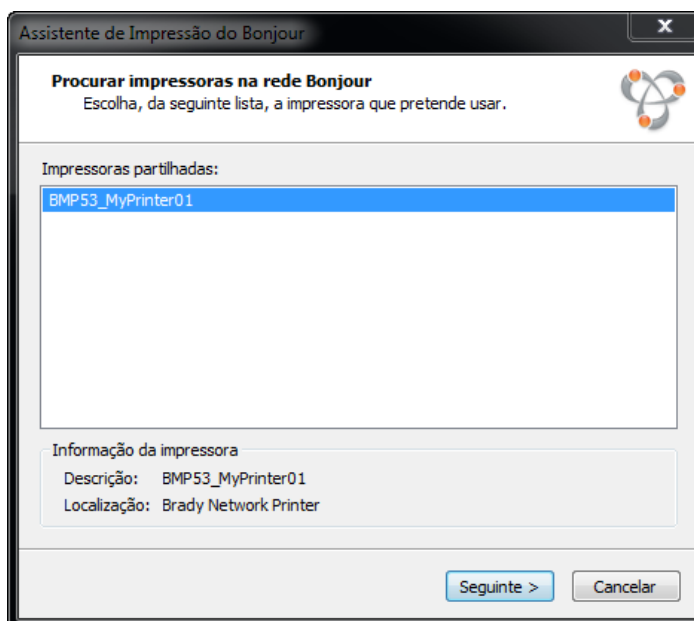 Assistente de Impressão do Bonjour
Procurar impressoras na rede Bonjour
Escolha, da seguinte lista, a impressora que pretende usar.
Impressoras partilhadas:
BMP53_MyPrinter01
Informação da impressora
Descrição: BMP53_MyPrinter01
Localização: Brady Network Printer
Seguinte > Cancelar